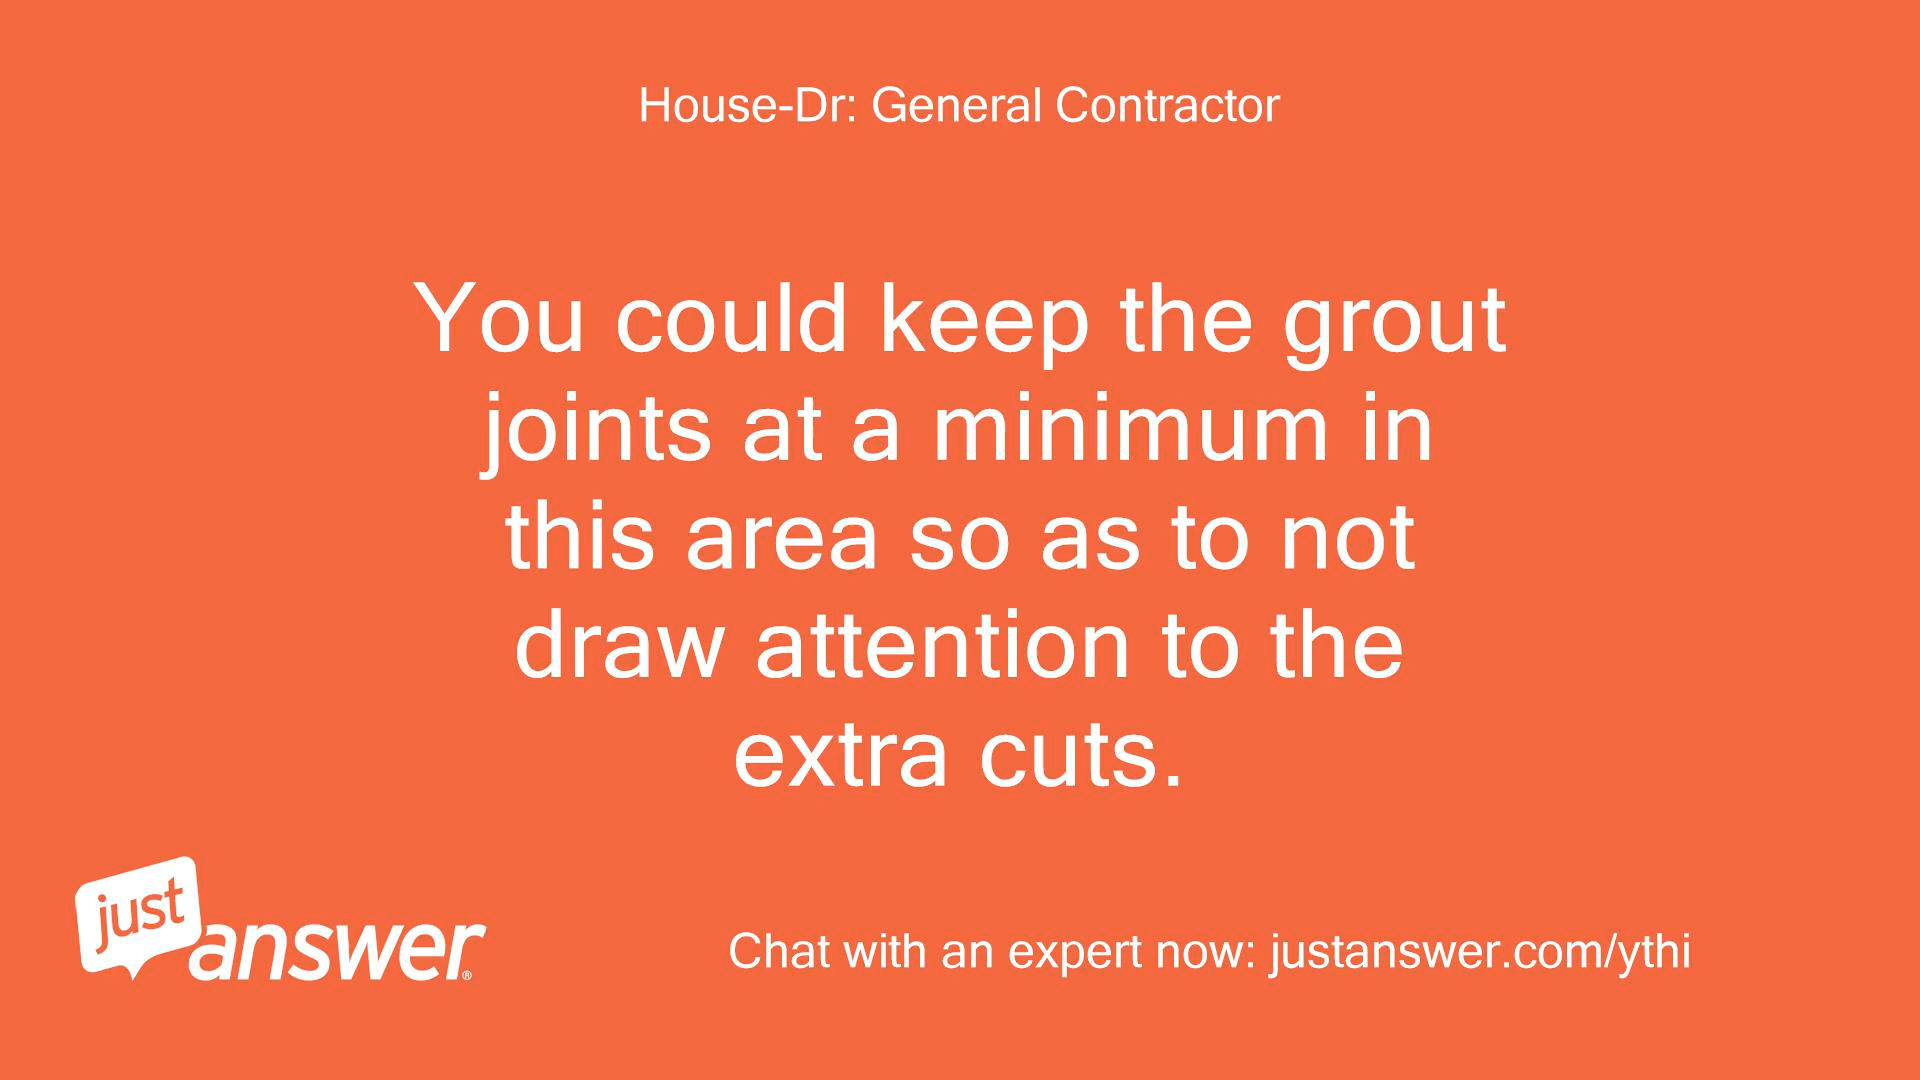 House-Dr: General Contractor
You could keep the grout
joints at a minimum in
this area so as to not
draw attention to the
extra cuts.
just
answer®
Chat with an expert now: justanswer.com/ythi